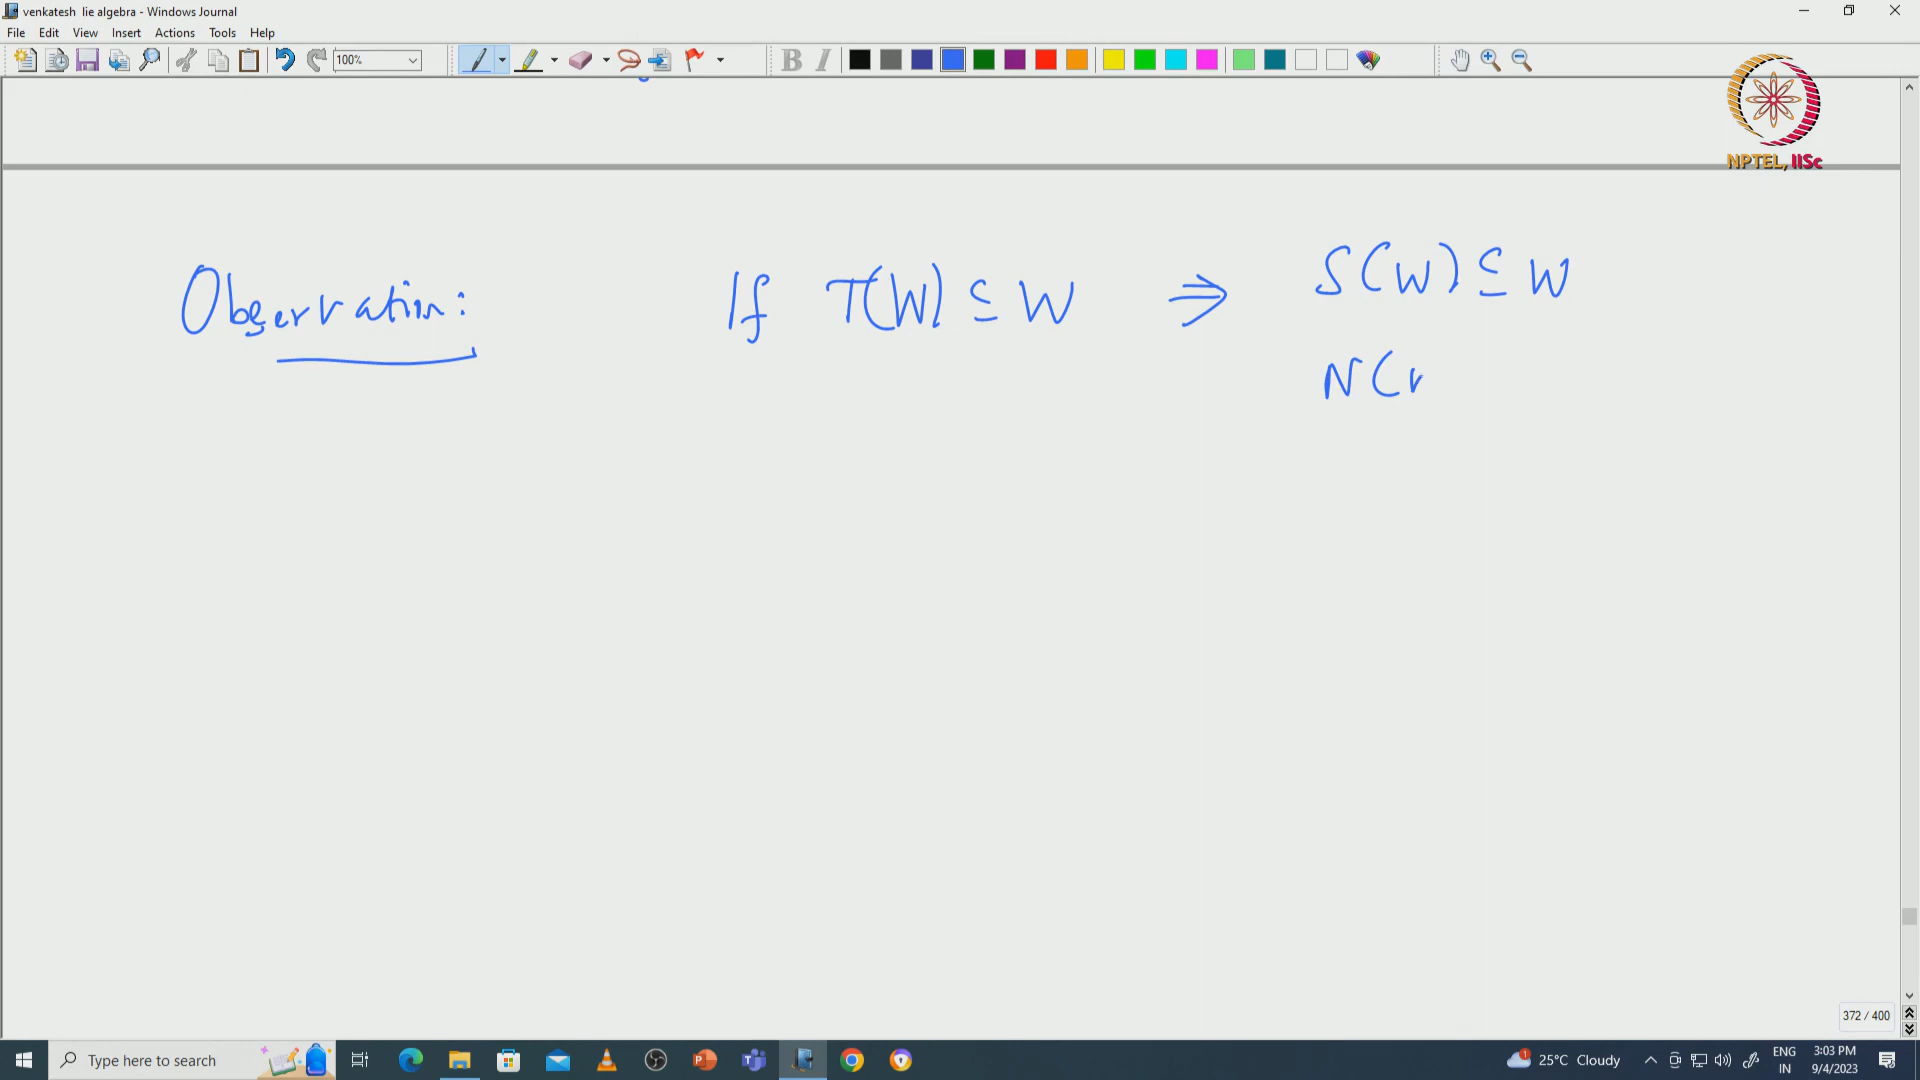 venkatesh lie algebra - Windows Journal
File Edit View Insert Actions Tools Help
100%
B I
NPTEL, IISc
Observation: If T(W) ⊆ W ⇒ S(W) ⊆ W
N(
372 / 400
Type here to search
1
25°C Cloudy
ENG
IN
3:03 PM
9/4/2023